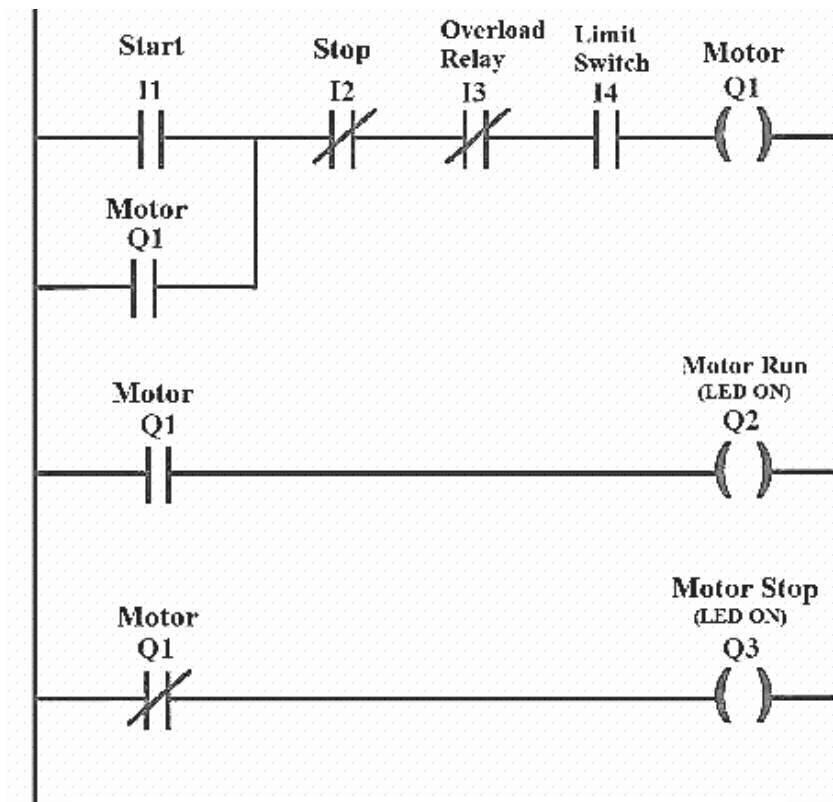 Start
I1
Stop
I2
Overload
Relay
I3
Limit
Switch
I4
Motor
Q1
Motor
Q1
Motor
Q1
Motor Run
(LED ON)
Q2
Motor
Q1
Motor Stop
(LED ON)
Q3